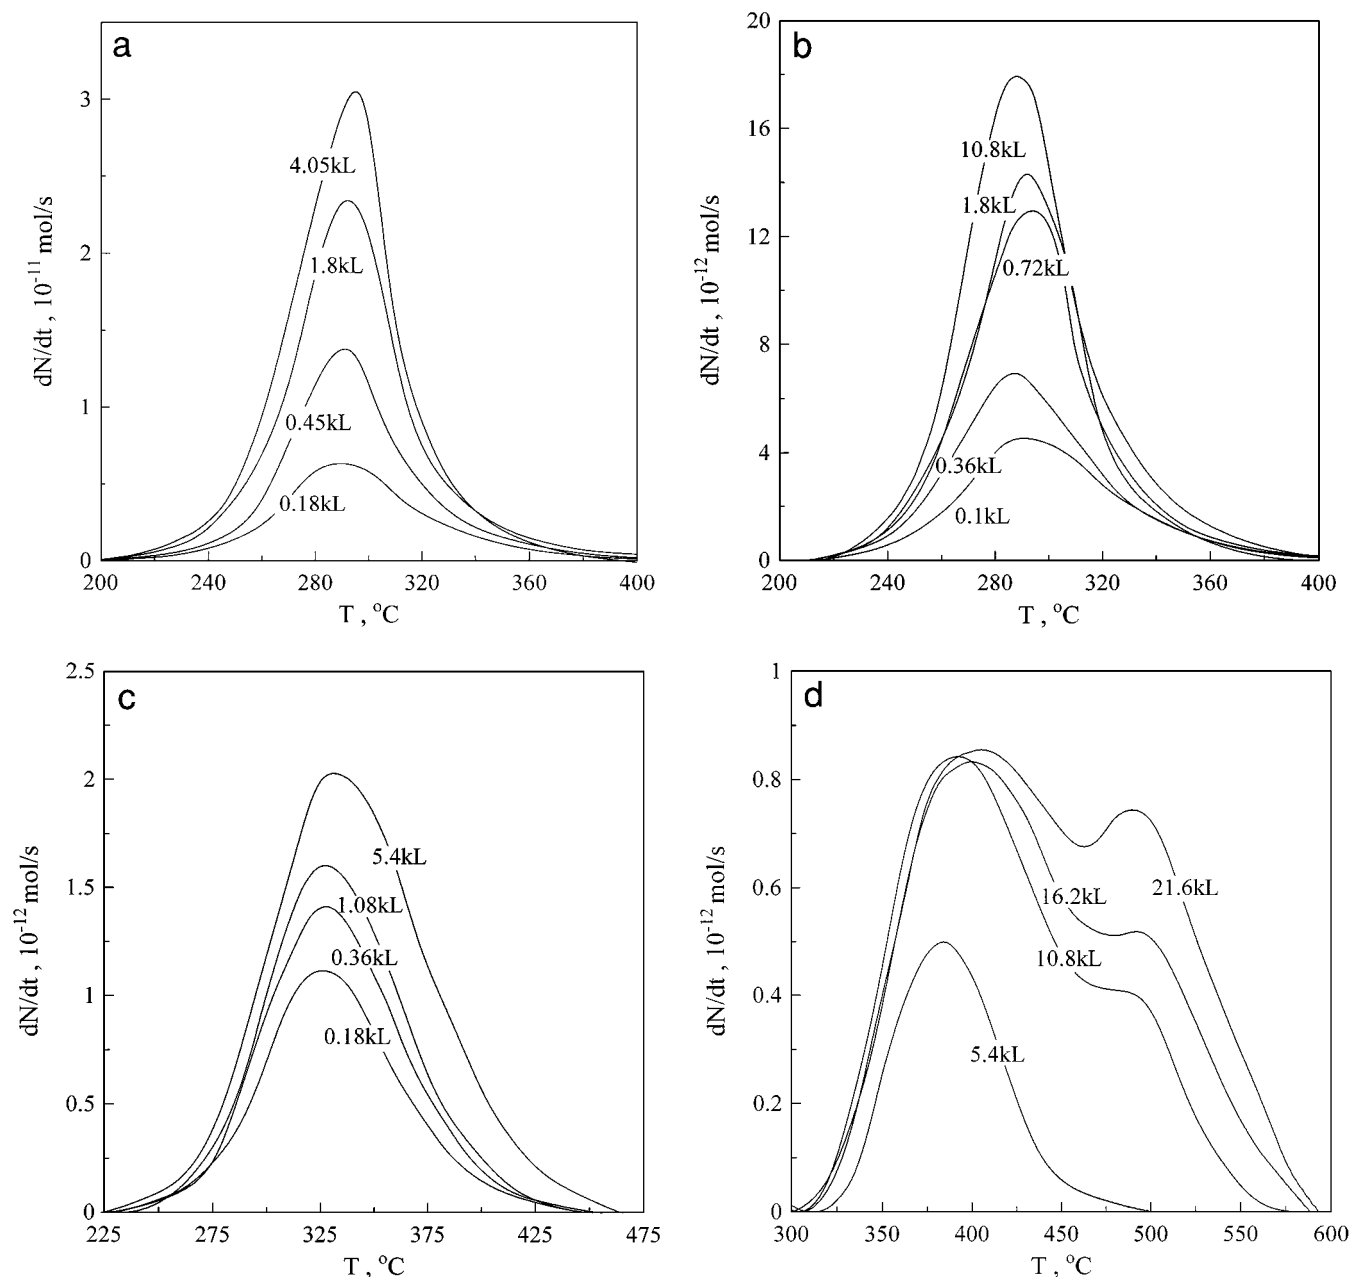 a
3
2
1
0
4.05kL
1.8kL
0.45kL
0.18kL
200 240 280 320 360 400
T , °C
dN/dt , 10⁻¹¹ mol/s
b
20
16
12
8
4
0
10.8kL
1.8kL
0.72kL
0.36kL
0.1kL
200 240 280 320 360 400
T , °C
dN/dt , 10⁻¹² mol/s
c
2.5
2
1.5
1
0.5
0
5.4kL
1.08kL
0.36kL
0.18kL
225 275 325 375 425 475
T , °C
dN/dt , 10⁻¹² mol/s
d
1
0.8
0.6
0.4
0.2
0
21.6kL
16.2kL
10.8kL
5.4kL
300 350 400 450 500 550 600
T , °C
dN/dt , 10⁻¹² mol/s